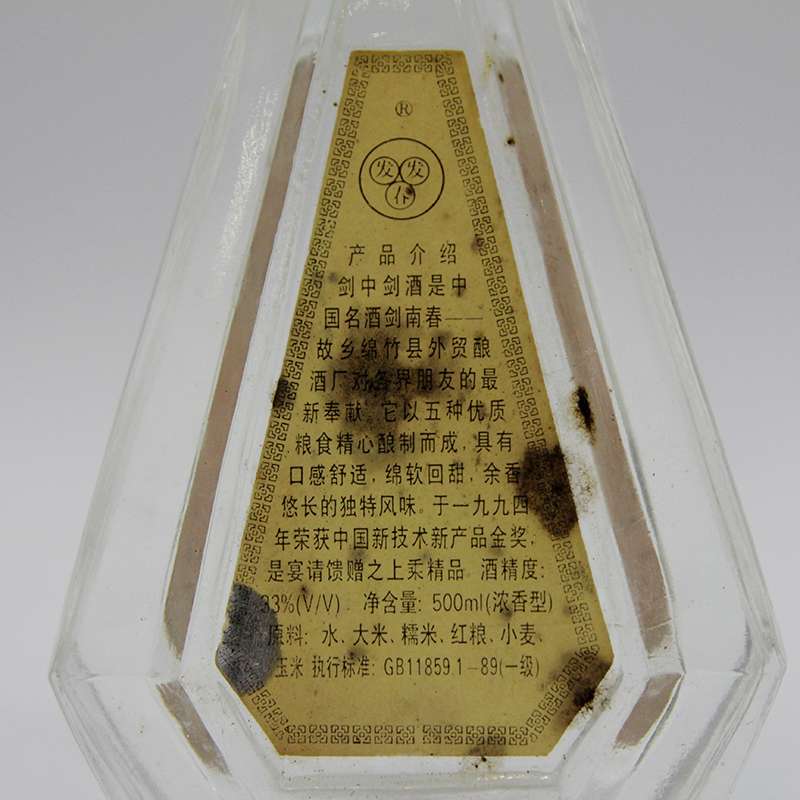 ®
发 发
产品介绍
剑中剑酒是中
国名酒剑南春——
故乡绵竹县外贸酿
酒厂对各界朋友的最
新奉献,它以五种优质
粮食精心酿制而成,具有
口感舒适,绵软回甜,余香
悠长的独特风味。于一九九四
年荣获中国新技术新产品金奖,
是宴请馈赠之上乘精品 酒精度:
33%(V/V) 净含量: 500ml(浓香型)
原料: 水、大米、糯米、红粮、小麦、
玉米 执行标准: GB11859.1-89(一级)